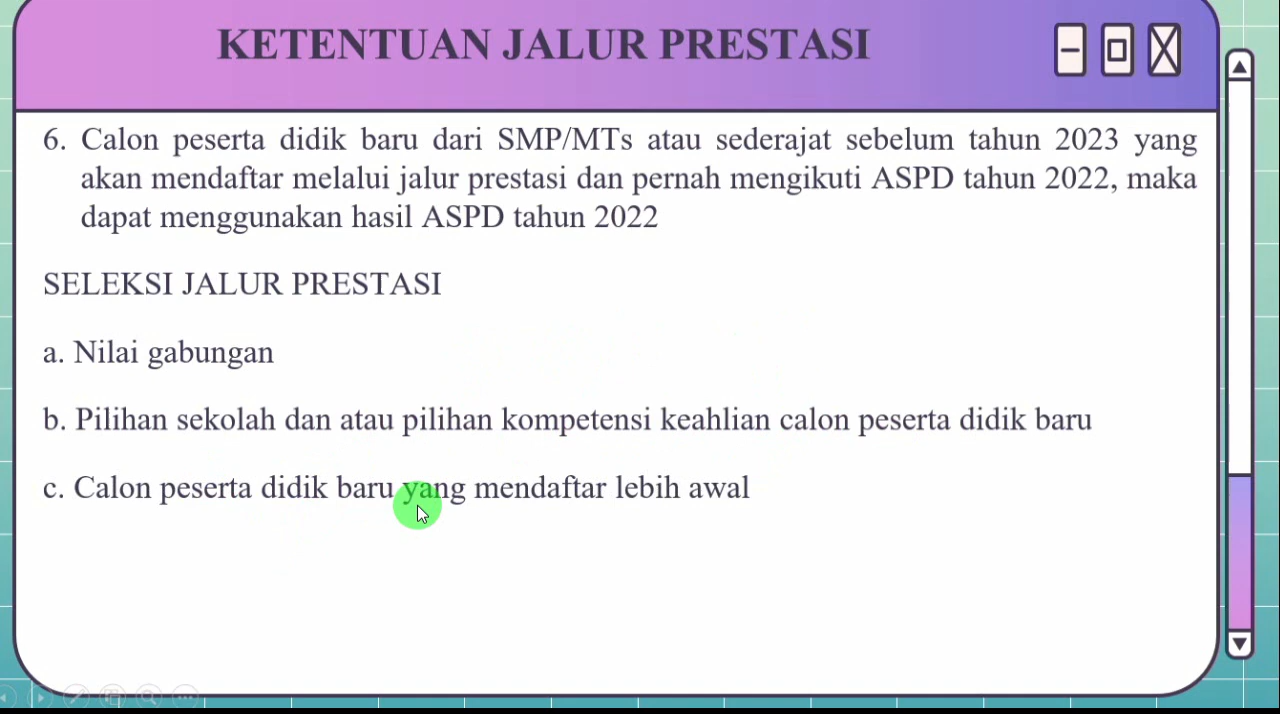 KETENTUAN JALUR PRESTASI
6. Calon peserta didik baru dari SMP/MTs atau sederajat sebelum tahun 2023 yang
akan mendaftar melalui jalur prestasi dan pernah mengikuti ASPD tahun 2022, maka
dapat menggunakan hasil ASPD tahun 2022
SELEKSI JALUR PRESTASI
a. Nilai gabungan
b. Pilihan sekolah dan atau pilihan kompetensi keahlian calon peserta didik baru
c. Calon peserta didik baru yang mendaftar lebih awal